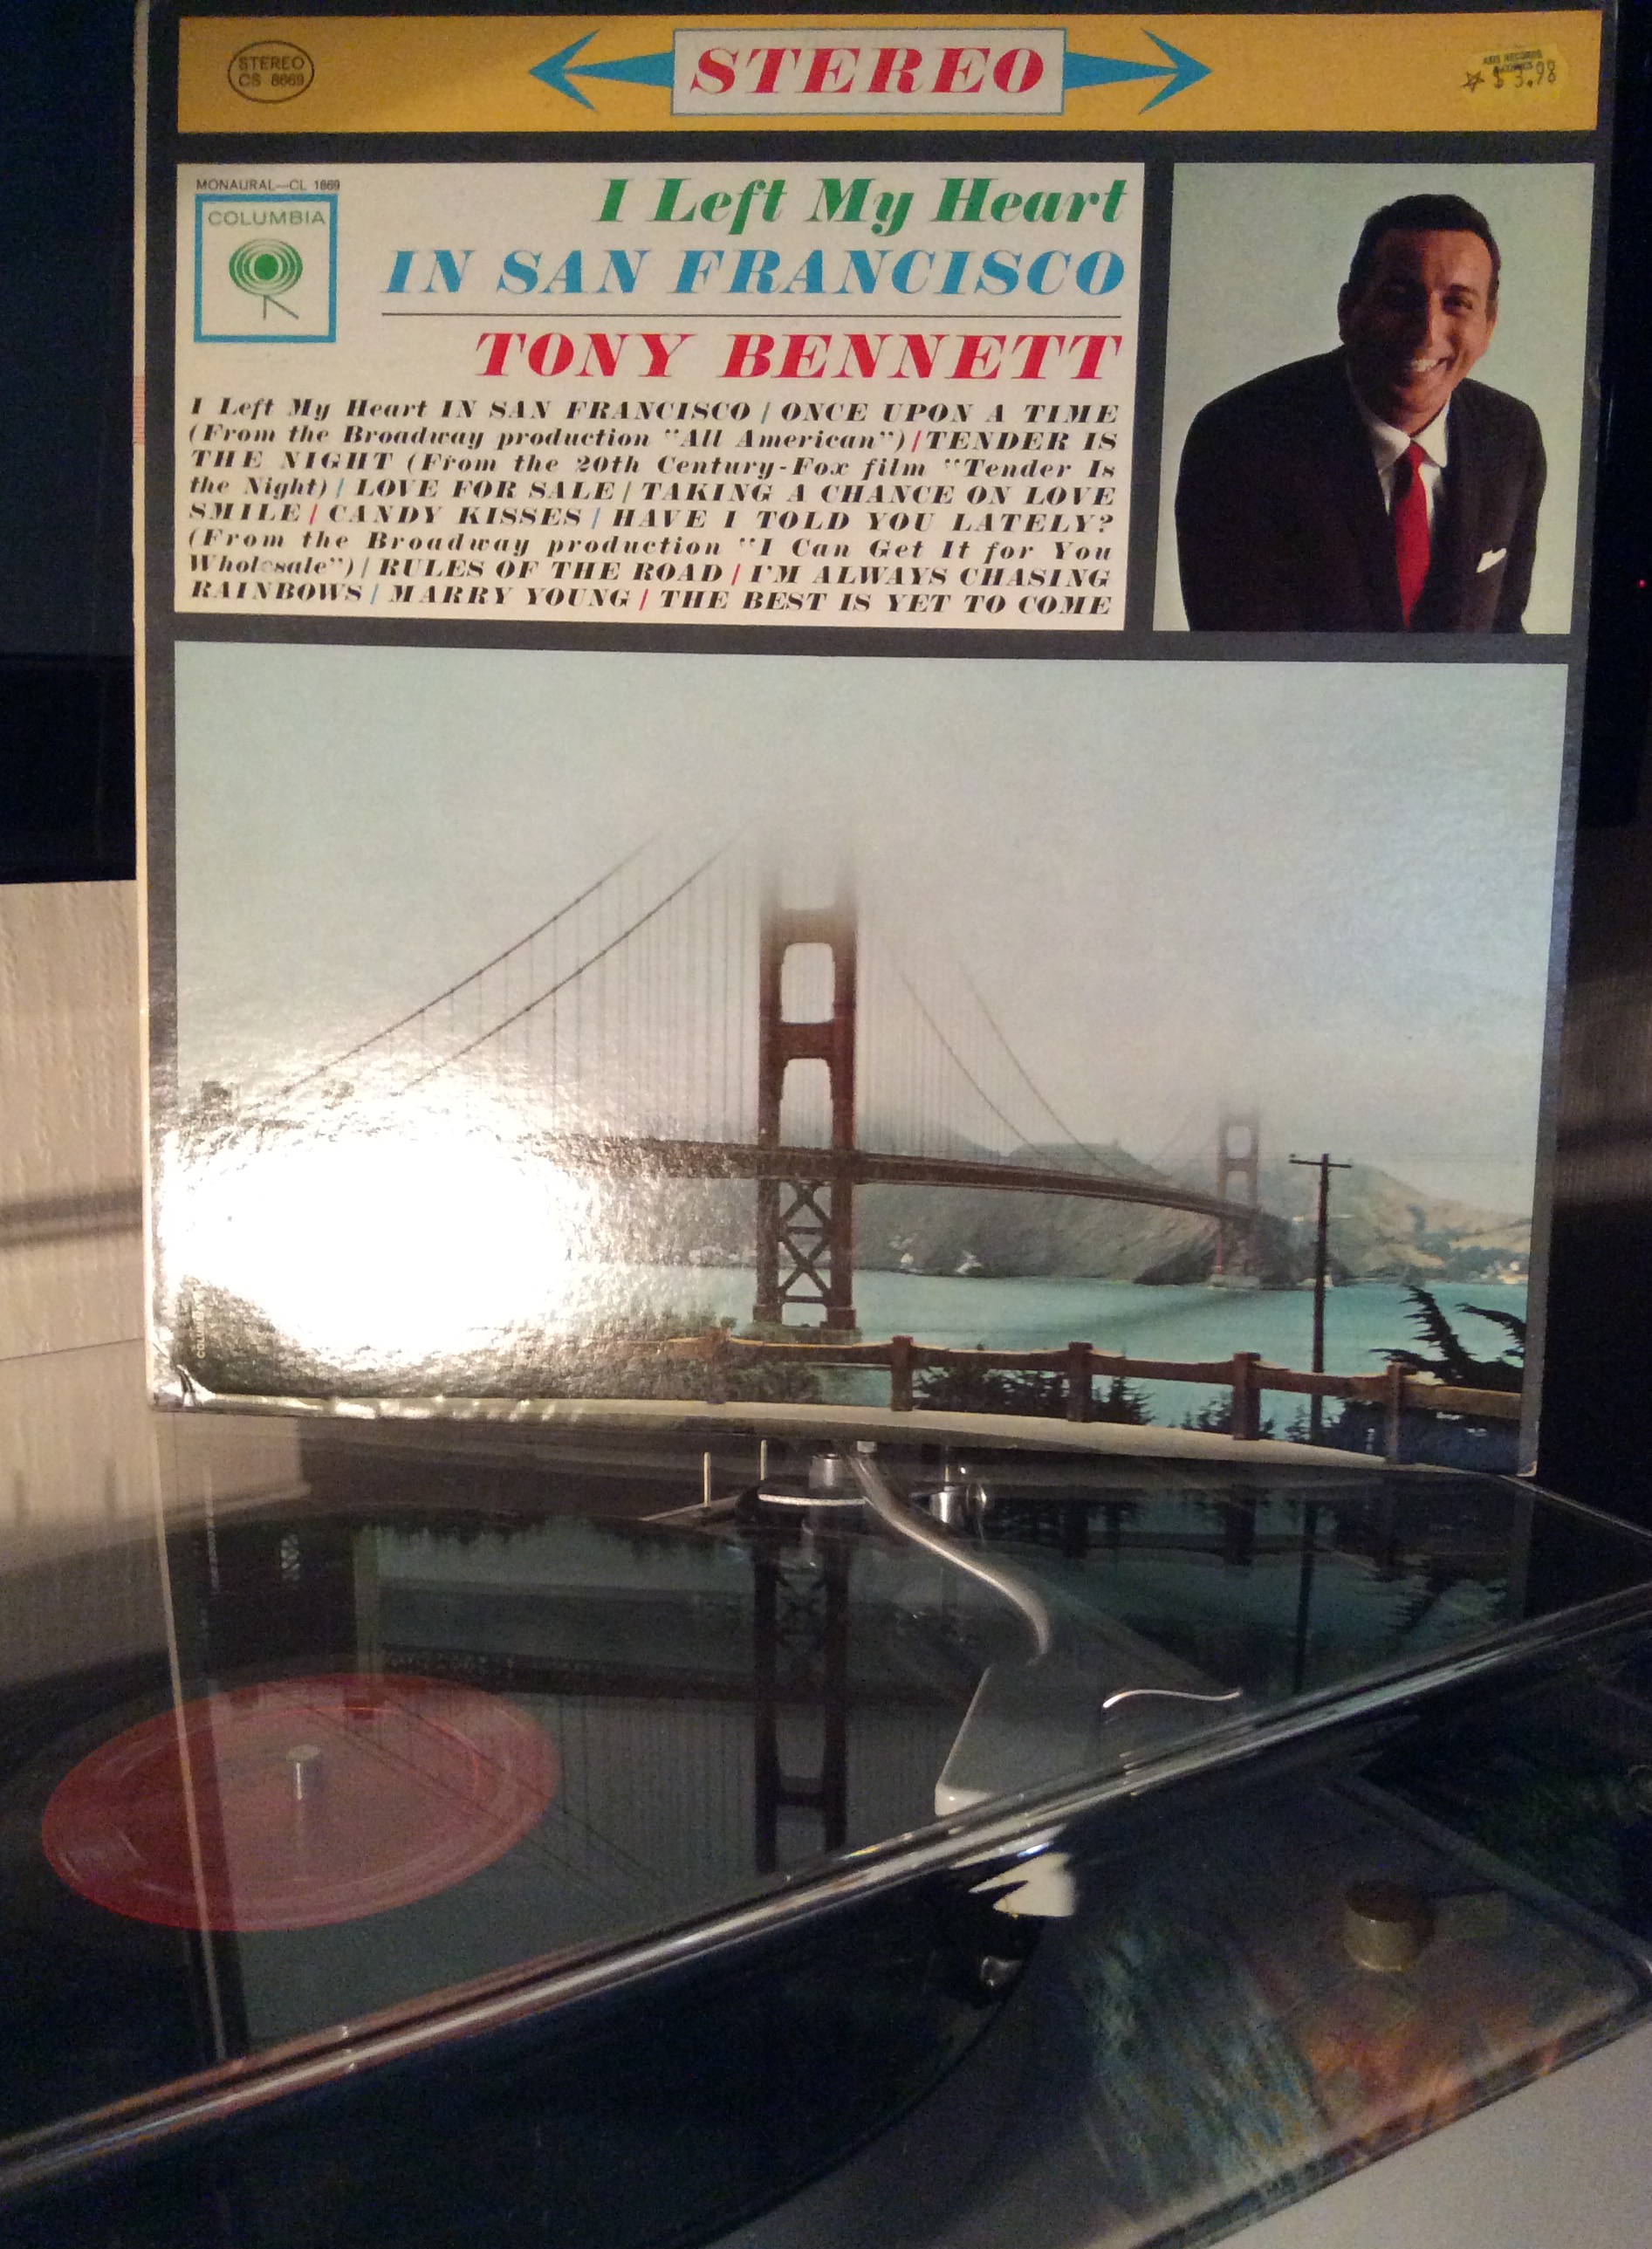 STEREO
CS 8669
STEREO
$ 3.98
MONAURAL—CL 1869
COLUMBIA
I Left My Heart
IN SAN FRANCISCO
TONY BENNETT
I Left My Heart IN SAN FRANCISCO / ONCE UPON A TIME
(From the Broadway production "All American") / TENDER IS
THE NIGHT (From the 20th Century-Fox film "Tender Is
the Night) / LOVE FOR SALE / TAKING A CHANCE ON LOVE
SMILE / CANDY KISSES / HAVE I TOLD YOU LATELY?
(From the Broadway production "I Can Get It for You
Wholesale") / RULES OF THE ROAD / I'M ALWAYS CHASING
RAINBOWS / MARRY YOUNG / THE BEST IS YET TO COME